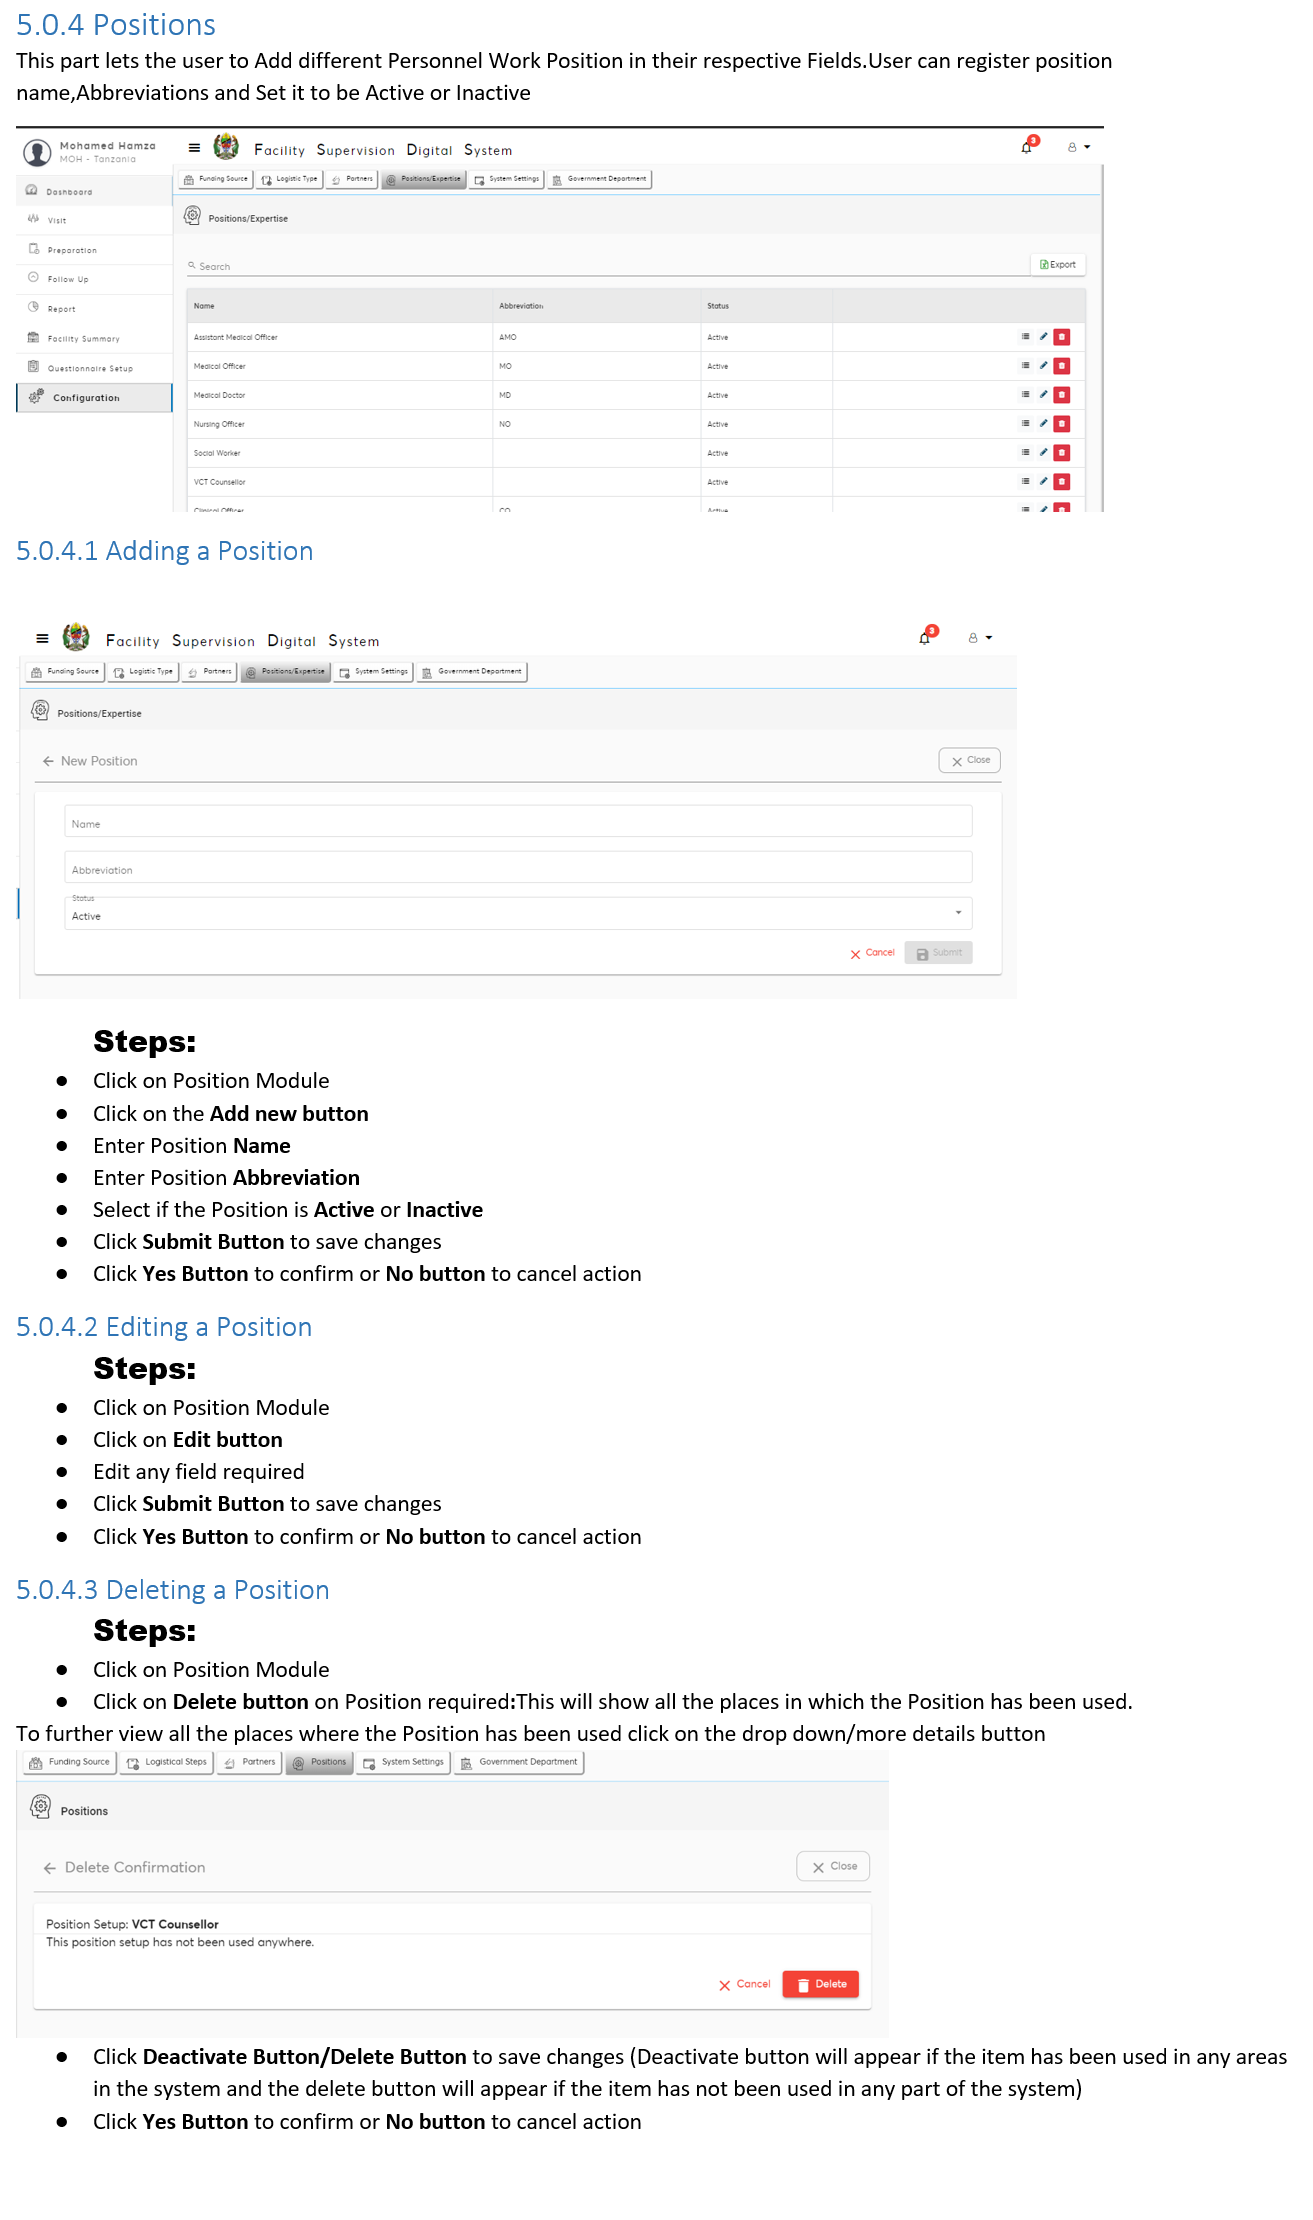 5.0.4 Positions
This part lets the user to Add different Personnel Work Position in their respective Fields.User can register position
name,Abbreviations and Set it to be Active or Inactive
Mohamed Hamza
MOH - Tanzania
Facility Supervision Digital System
3
Funding Source Logistic Type Partners Positions/Expertise System Settings Government Department
Dashboard
Visit
Preparation
Follow Up
Report
Facility Summary
Questionnaire Setup
Configuration
Positions/Expertise
Search
Export
Name Abbreviation Status
Assistant Medical Officer AMO Active
Medical Officer MO Active
Medical Doctor MD Active
Nursing Officer NO Active
Social Worker Active
VCT Counsellor Active
Clinical Officer CO Active
5.0.4.1 Adding a Position
Facility Supervision Digital System
3
Funding Source Logistic Type Partners Positions/Expertise System Settings Government Department
Positions/Expertise
New Position
Close
Name
Abbreviation
Status
Active
Cancel Submit
Steps:
● Click on Position Module
● Click on the Add new button
● Enter Position Name
● Enter Position Abbreviation
● Select if the Position is Active or Inactive
● Click Submit Button to save changes
● Click Yes Button to confirm or No button to cancel action
5.0.4.2 Editing a Position
Steps:
● Click on Position Module
● Click on Edit button
● Edit any field required
● Click Submit Button to save changes
● Click Yes Button to confirm or No button to cancel action
5.0.4.3 Deleting a Position
Steps:
● Click on Position Module
● Click on Delete button on Position required:This will show all the places in which the Position has been used.
To further view all the places where the Position has been used click on the drop down/more details button
Funding Source Logistical Steps Partners Positions System Settings Government Department
Positions
Delete Confirmation
Close
Position Setup: VCT Counsellor
This position setup has not been used anywhere.
Cancel Delete
● Click Deactivate Button/Delete Button to save changes (Deactivate button will appear if the item has been used in any areas
in the system and the delete button will appear if the item has not been used in any part of the system)
● Click Yes Button to confirm or No button to cancel action